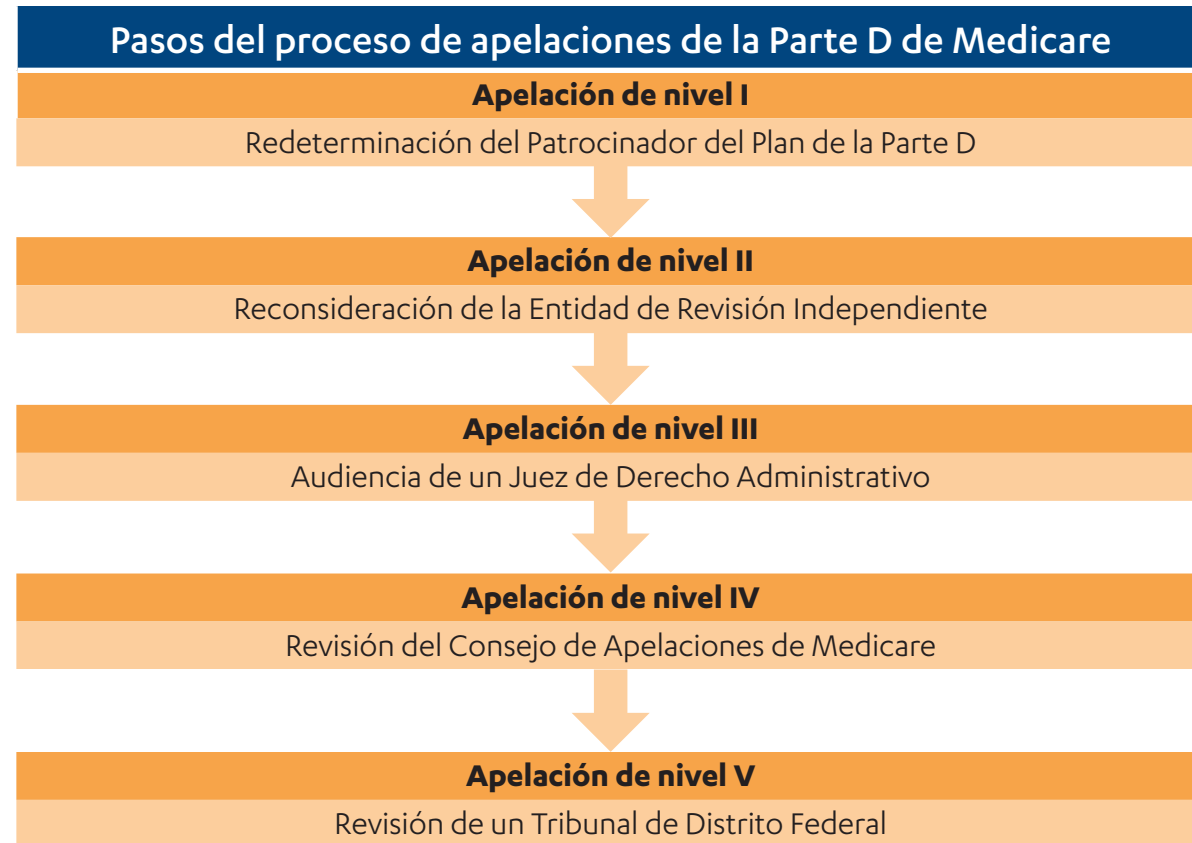 Pasos del proceso de apelaciones de la Parte D de Medicare
Apelación de nivel I
Redeterminación del Patrocinador del Plan de la Parte D
Apelación de nivel II
Reconsideración de la Entidad de Revisión Independiente
Apelación de nivel III
Audiencia de un Juez de Derecho Administrativo
Apelación de nivel IV
Revisión del Consejo de Apelaciones de Medicare
Apelación de nivel V
Revisión de un Tribunal de Distrito Federal